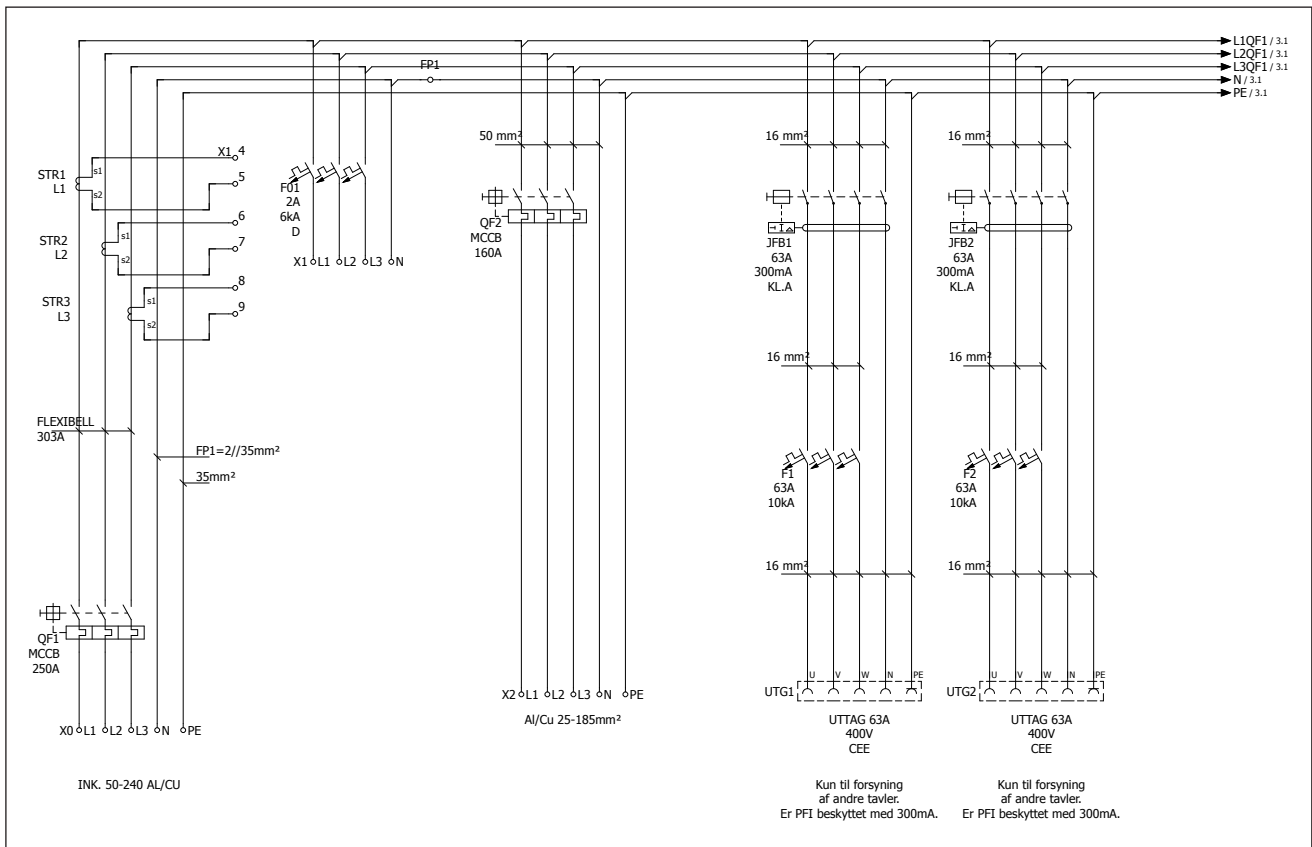 L1QF1 / 3.1
L2QF1 / 3.1
L3QF1 / 3.1
N / 3.1
PE / 3.1
FP1
STR1
L1
s1
s2
X1 4
5
STR2
L2
s1
s2
6
7
STR3
L3
s1
s2
8
9
F01
2A
6kA
D
X1 L1 L2 L3 N
50 mm²
QF2
MCCB
160A
16 mm²
JFB1
63A
300mA
KL.A
16 mm²
JFB2
63A
300mA
KL.A
16 mm²
16 mm²
FLEXIBELL
303A
FP1=2//35mm²
35mm²
F1
63A
10kA
F2
63A
10kA
16 mm²
16 mm²
QF1
MCCB
250A
X0 L1 L2 L3 N PE
INK. 50-240 AL/CU
X2 L1 L2 L3 N PE
Al/Cu 25-185mm²
U V W N PE
UTG1
UTTAG 63A
400V
CEE
Kun til forsyning
af andre tavler.
Er PFI beskyttet med 300mA.
U V W N PE
UTG2
UTTAG 63A
400V
CEE
Kun til forsyning
af andre tavler.
Er PFI beskyttet med 300mA.